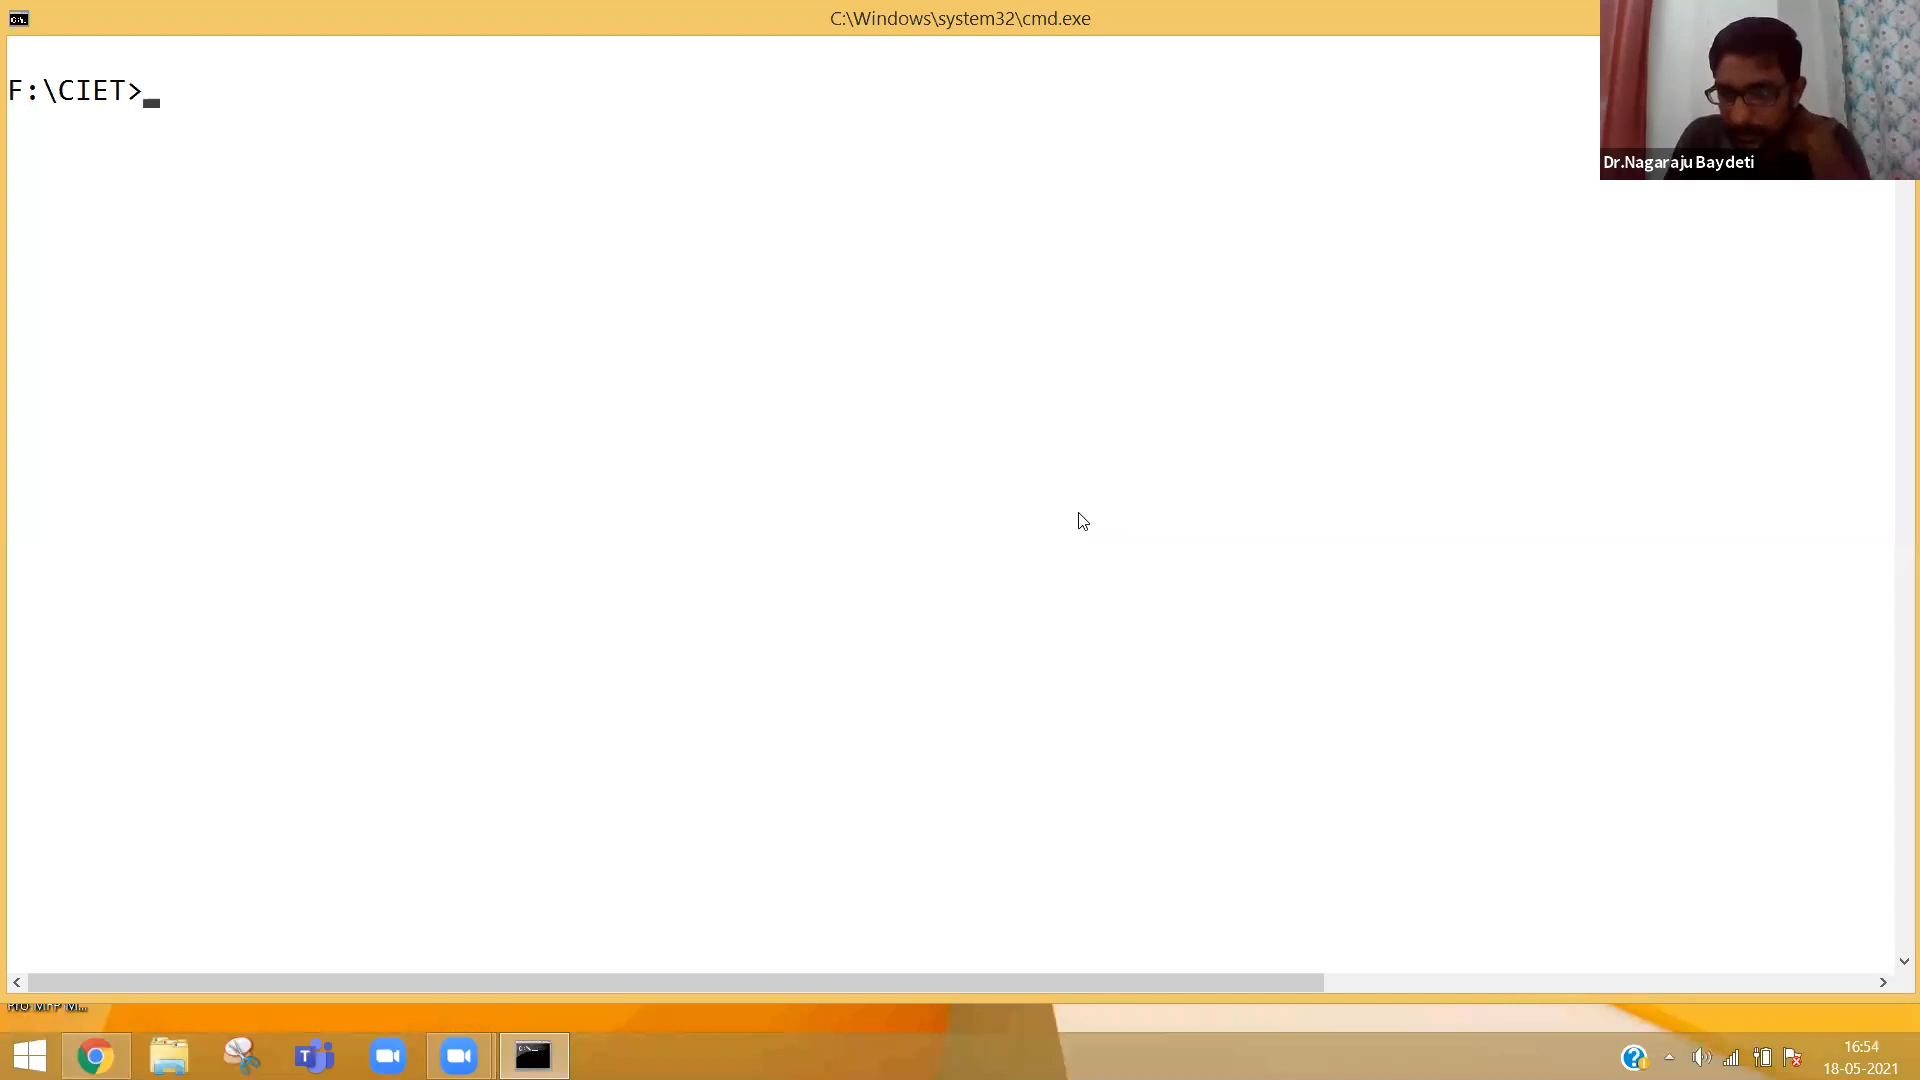 C:\Windows\system32\cmd.exe
F:\CIET>
Dr.Nagaraju Baydeti
16:54
18-05-2021